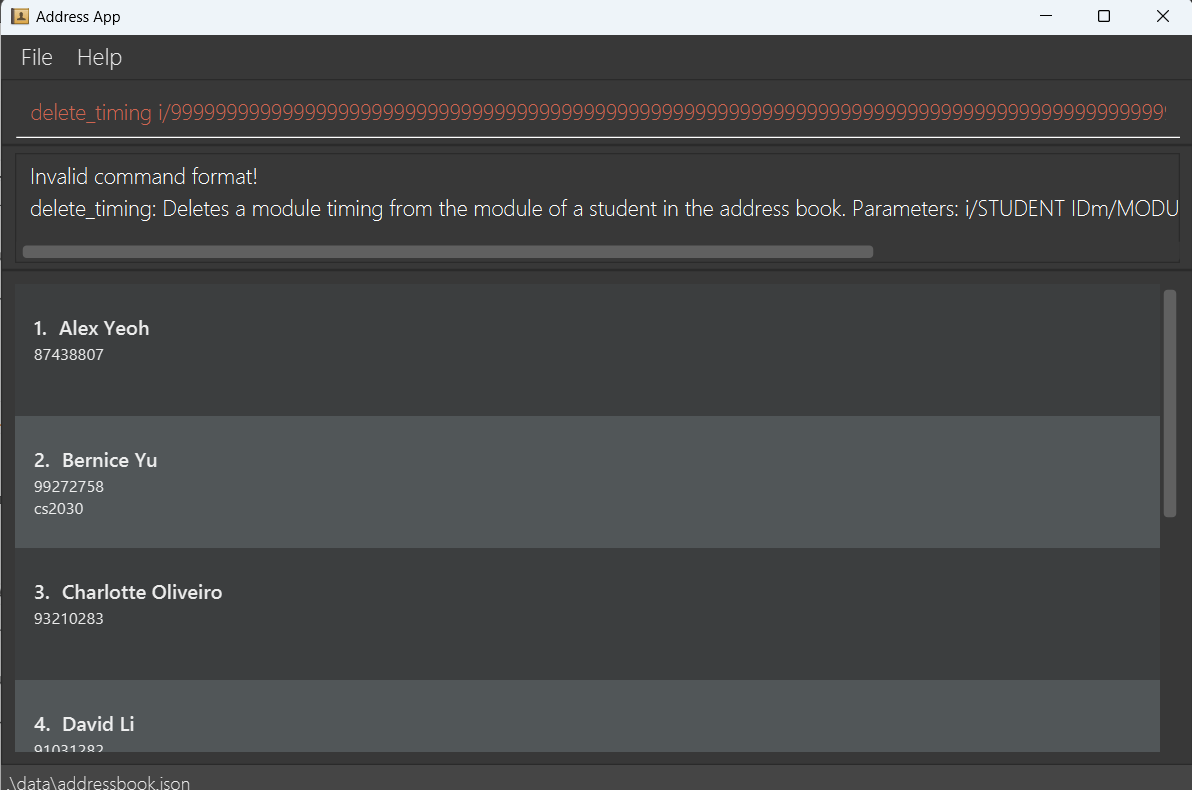 Address App
File Help
delete_timing i/99999999999999999999999999999999999999999999999999999999999999999999999999999999999999999
Invalid command format!
delete_timing: Deletes a module timing from the module of a student in the address book. Parameters: i/STUDENT IDm/MODU
1. Alex Yeoh
87438807
2. Bernice Yu
99272758
cs2030
3. Charlotte Oliveiro
93210283
4. David Li
91031282
.\data\addressbook.json